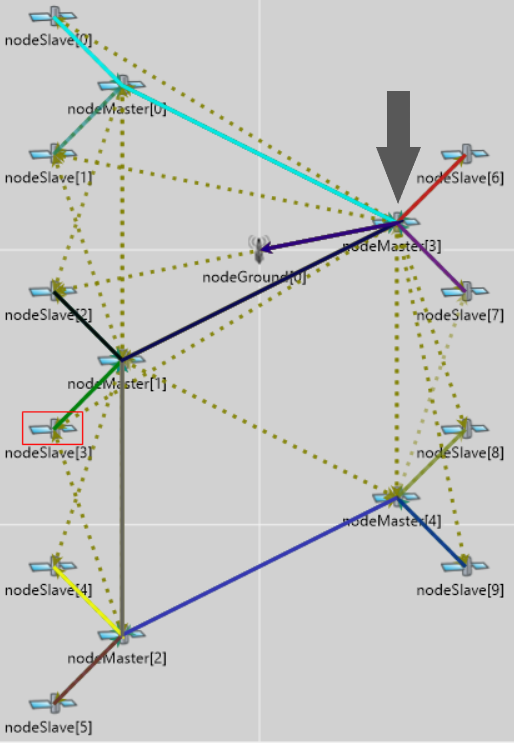 nodeSlave[0]
nodeMaster[0]
nodeSlave[1]
nodeSlave[6]
nodeMaster[3]
nodeGround[0]
nodeSlave[2]
nodeSlave[7]
nodeMaster[1]
nodeSlave[3]
nodeSlave[8]
nodeMaster[4]
nodeSlave[4]
nodeSlave[9]
nodeMaster[2]
nodeSlave[5]